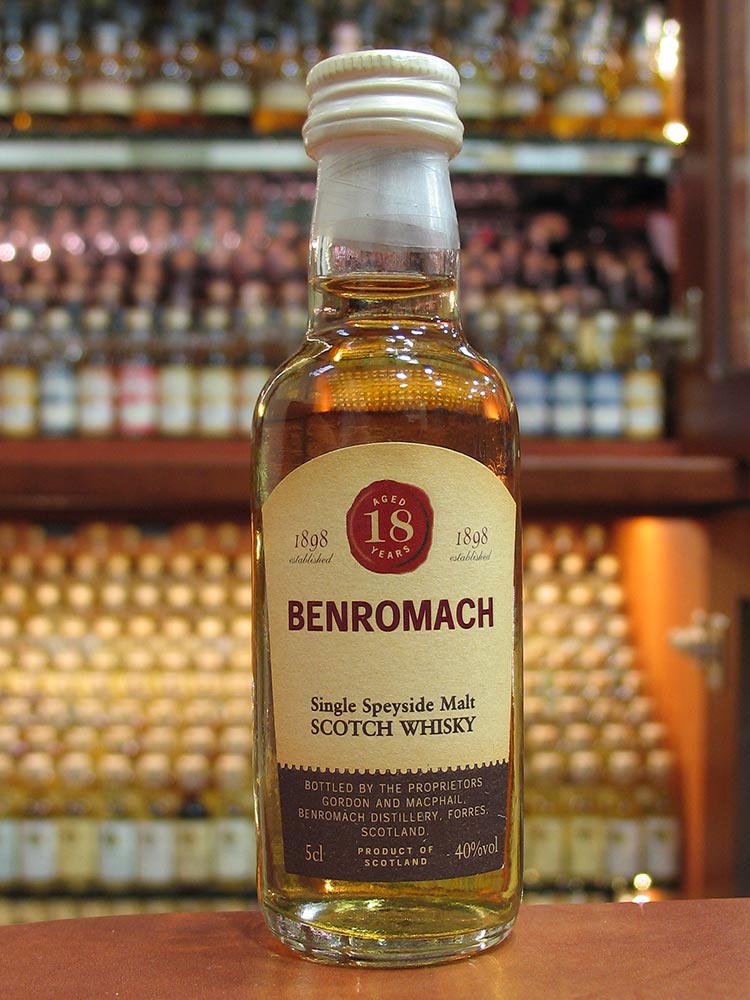 AGED
18
YEARS
1898
established
1898
established
BENROMACH
Single Speyside Malt
SCOTCH WHISKY
BOTTLED BY THE PROPRIETORS
GORDON AND MACPHAIL,
BENROMACH DISTILLERY, FORRES,
SCOTLAND.
5cl
PRODUCT OF
SCOTLAND
40%vol